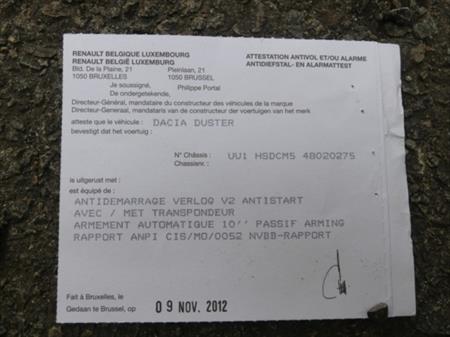 RENAULT BELGIQUE LUXEMBOURG
RENAULT BELGIË LUXEMBURG
Bld. De la Plaine, 21 Pleinlaan, 21
1050 BRUXELLES 1050 BRUSSEL
ATTESTATION ANTIVOL ET/OU ALARME
ANTIDIEFSTAL- EN ALARMATTEST
Je soussigné,
De ondergetekende, Philippe Portal
Directeur-Général, mandataire du constructeur des véhicules de la marque
Directeur-Generaal, mandataris van de constructeur der voertuigen van het merk
atteste que le véhicule : DACIA DUSTER
bevestigt dat het voertuig :
N° Châssis : UU1 HSDCM5 48020275
Chassisnr. :
is uitgerust met :
est équipé de :
ANTIDEMARRAGE VERLOQ V2 ANTISTART
AVEC / MET TRANSPONDEUR
ARMEMENT AUTOMATIQUE 10'' PASSIF ARMING
RAPPORT ANPI CIS/MO/0052 NVBB-RAPPORT
Fait à Bruxelles, le
Gedaan te Brussel, op 09 NOV. 2012